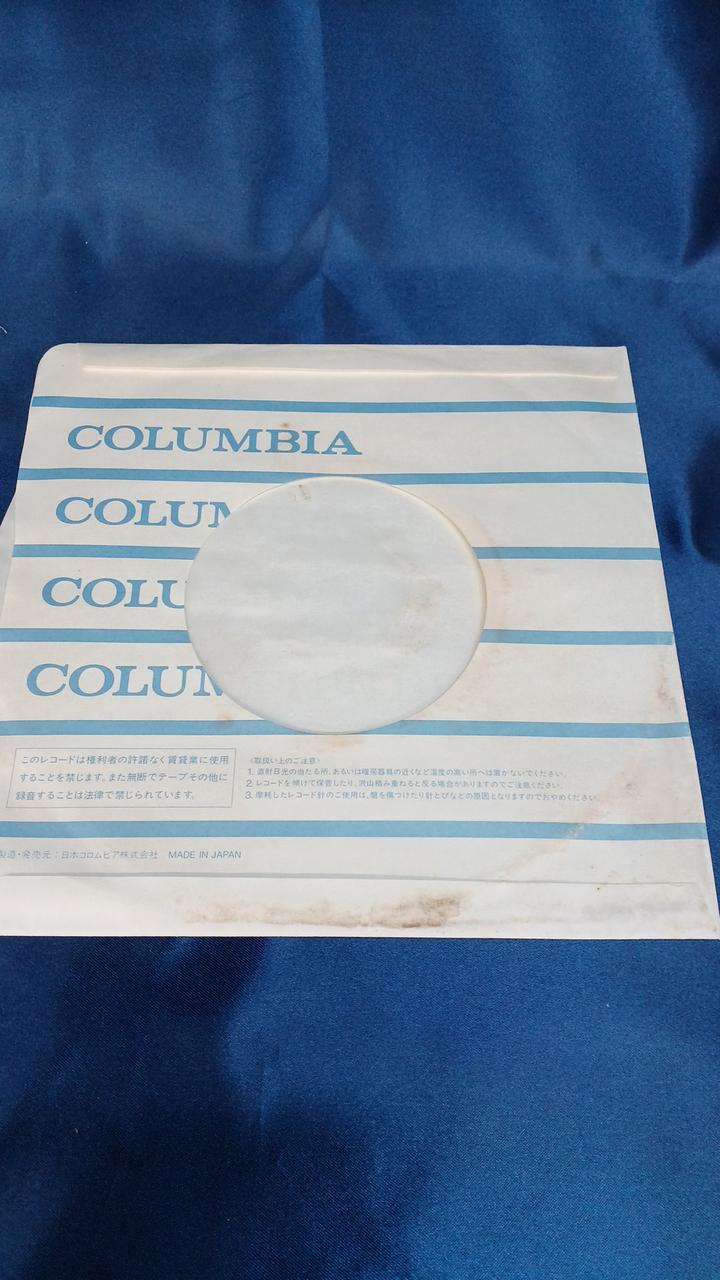 COLUMBIA
COLUM
COLU
COLUM
このレコードは権利者の許諾なく賃貸業に使用
することを禁じます。また無断でテープその他に
録音することは法律で禁じられています。
〈取扱い上のご注意〉
1. 直射日光の当たる所、あるいは暖房器具の近くなど温度の高い所へは置かないでください。
2. レコードを傾けて保管したり、沢山積み重ねると反る場合がありますのでご注意ください。
3. 摩耗したレコード針のご使用は、盤を傷つけたり針とびなどの原因となりますのでおやめください。
製造・発売元：日本コロムビア株式会社 MADE IN JAPAN